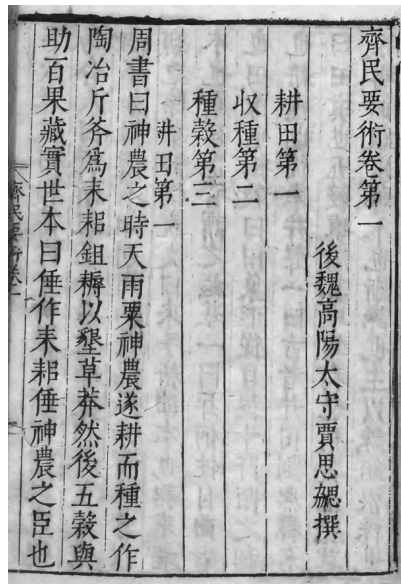 齊民要術卷第一
後魏高陽太守賈思勰撰
耕田第一
収種第二
種穀第三
耕田第一
周書曰神農之時天雨粟神農遂耕而種之作
陶冶斤斧爲耒耜鉏耨以墾草莽然後五穀與
助百果藏實世本曰倕作耒耜倕神農之臣也
齊民要術卷一